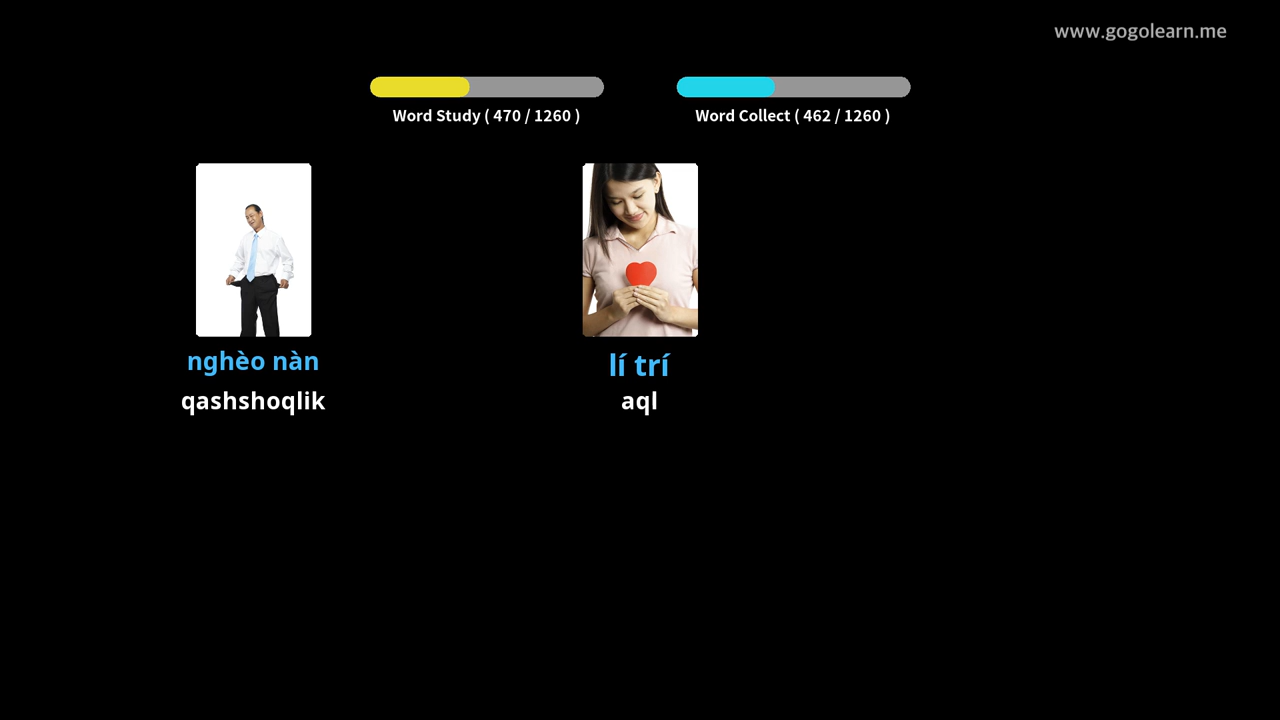 www.gogolearn.me
Word Study ( 470 / 1260 )
Word Collect ( 462 / 1260 )
nghèo nàn
qashshoqlik
lí trí
aql